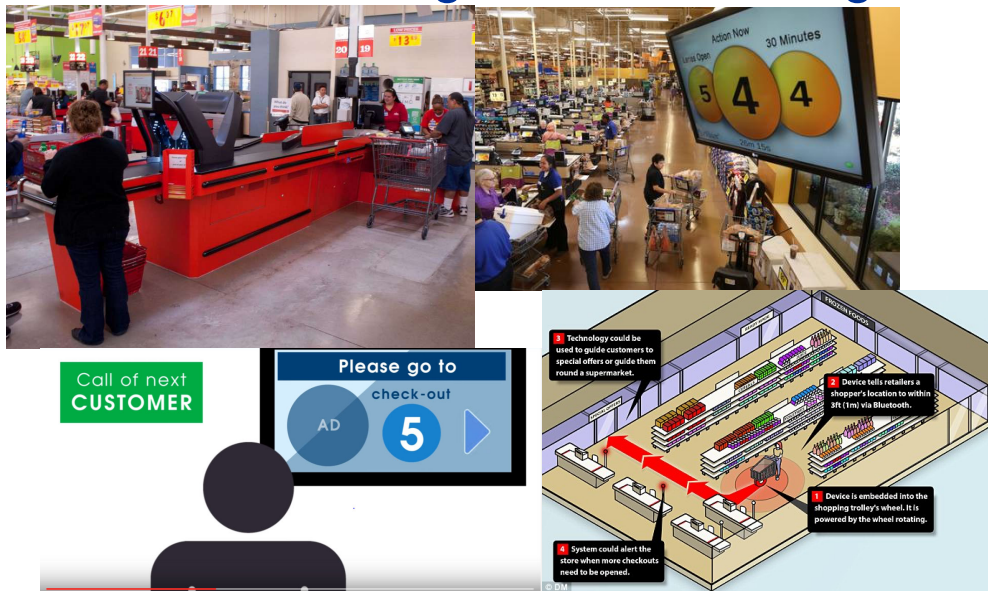 20
19
21
21
Lanes Open
Action Now
30 Minutes
5
4
4
26m 15s
Call of next
CUSTOMER
Please go to
check-out
AD
5
FROZEN FOODS
3 Technology could be
used to guide customers to
special offers or guide them
round a supermarket.
2 Device tells retailers a
shopper's location to within
3ft (1m) via Bluetooth.
1 Device is embedded into the
shopping trolley's wheel. It is
powered by the wheel rotating.
4 System could alert the
store when more checkouts
need to be opened.
© DM